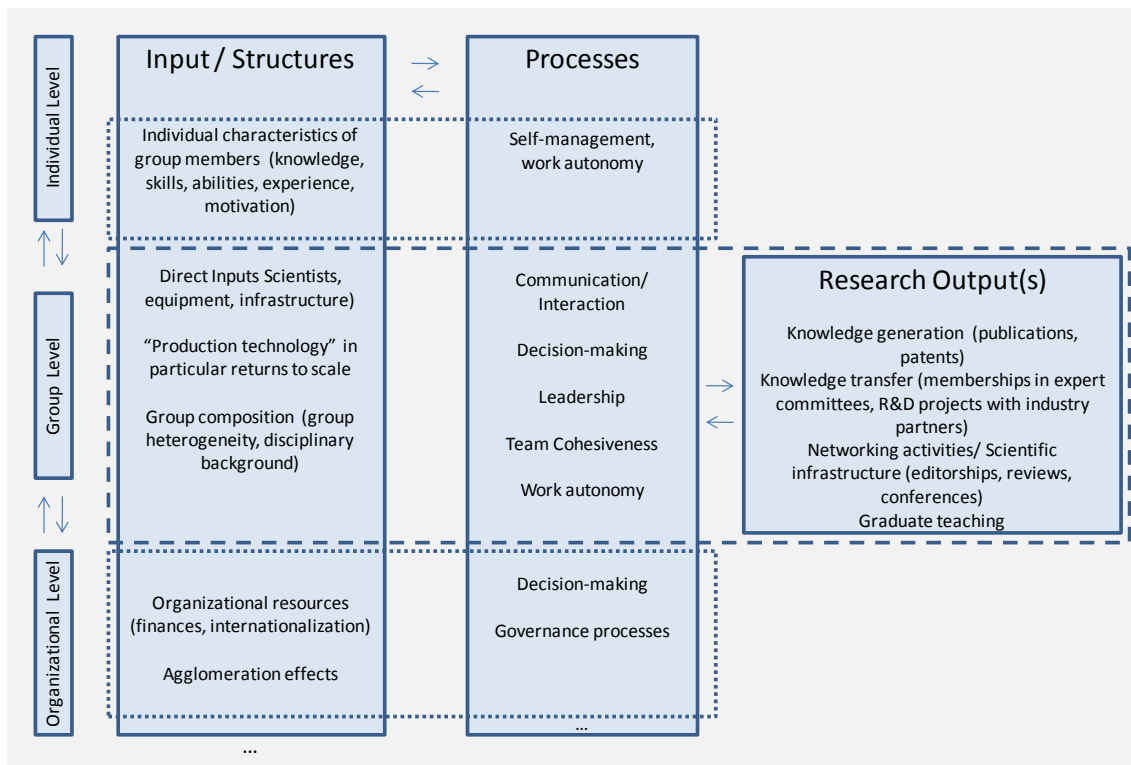 Individual Level
Group Level
Organizational Level
Input / Structures
Individual characteristics of
group members (knowledge,
skills, abilities, experience,
motivation)
Direct Inputs Scientists,
equipment, infrastructure)
“Production technology” in
particular returns to scale
Group composition (group
heterogeneity, disciplinary
background)
Organizational resources
(finances, internationalization)
Agglomeration effects
...
Processes
Self-management,
work autonomy
Communication/
Interaction
Decision-making
Leadership
Team Cohesiveness
Work autonomy
Decision-making
Governance processes
...
Research Output(s)
Knowledge generation (publications,
patents)
Knowledge transfer (memberships in expert
committees, R&D projects with industry
partners)
Networking activities/ Scientific
infrastructure (editorships, reviews,
conferences)
Graduate teaching